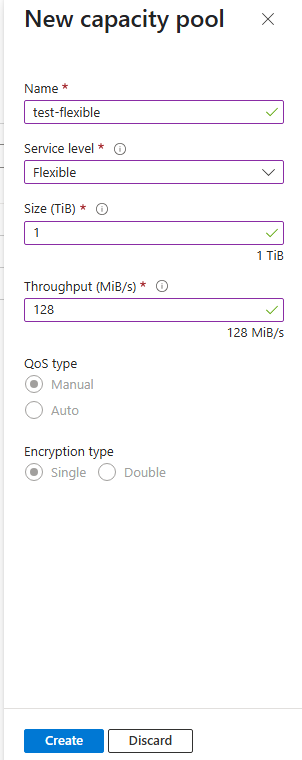 New capacity pool
Name *
test-flexible
Service level *
Flexible
Size (TiB) *
1
1 TiB
Throughput (MiB/s) *
128
128 MiB/s
QoS type
Manual
Auto
Encryption type
Single Double
Create Discard